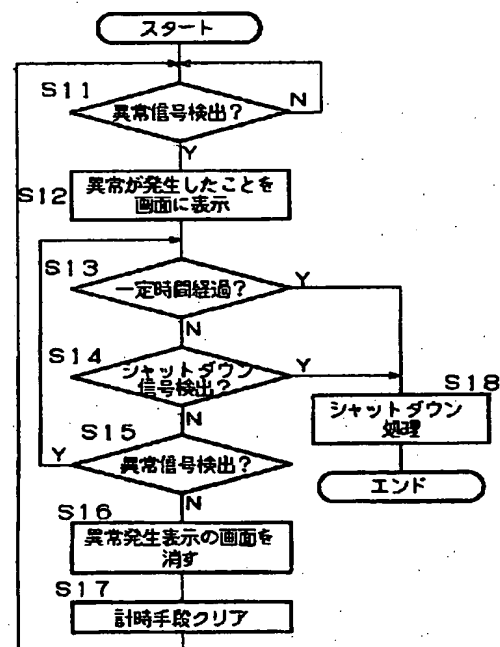 スタート
S11
異常信号検出?
N
Y
S12
異常が発生したことを
画面に表示
S13
一定時間経過?
Y
N
S14
シャットダウン
信号検出?
Y
N
S18
シャットダウン
処理
エンド
S15
異常信号検出?
Y
N
S16
異常発生表示の画面を
消す
S17
計時手段クリア